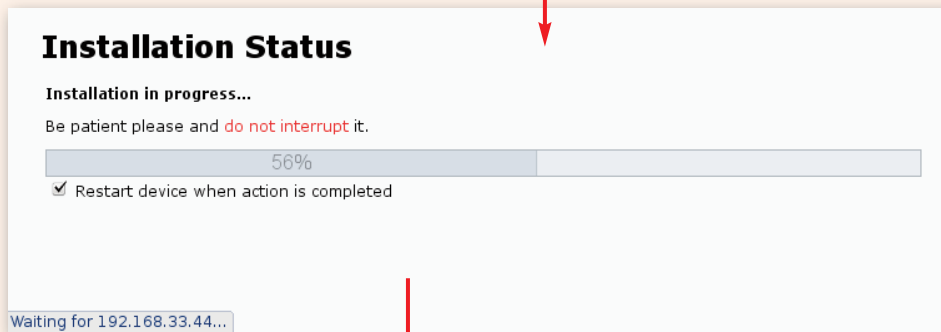 Installation Status
Installation in progress...
Be patient please and do not interrupt it.
56%
Restart device when action is completed
Waiting for 192.168.33.44...